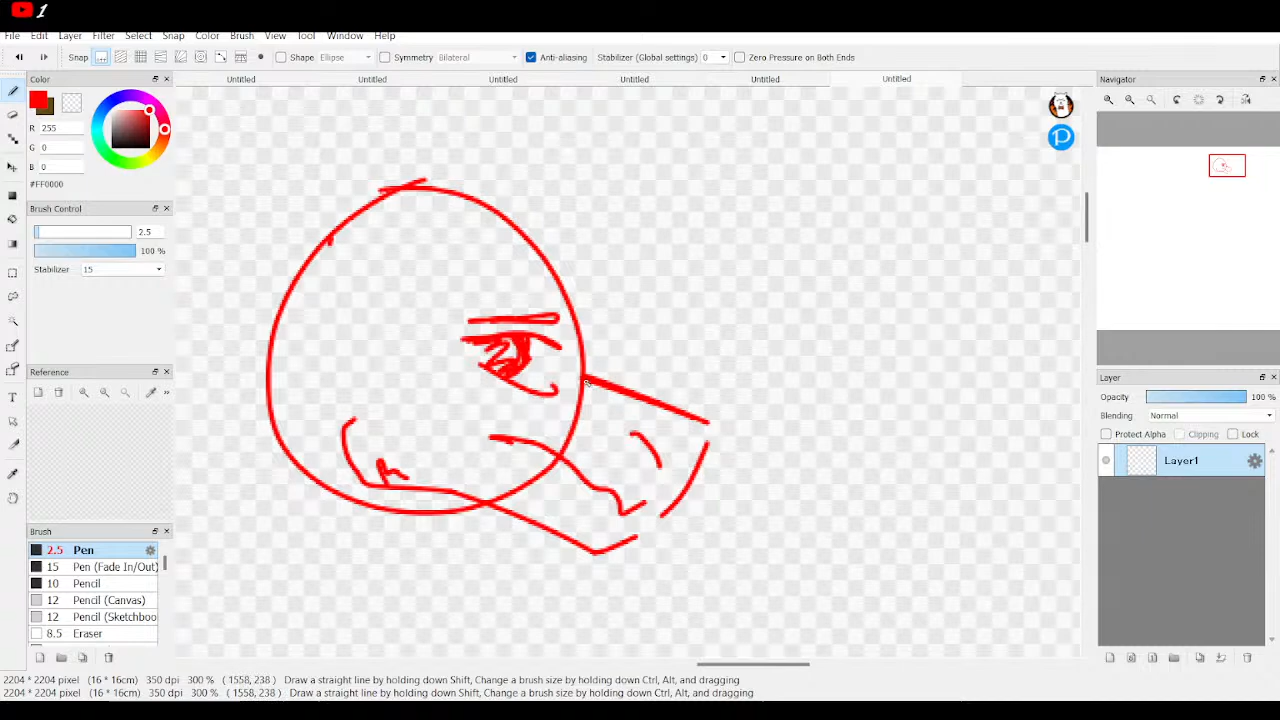 1
File Edit Layer Filter Select Snap Color Brush View Tool Window Help
Snap Shape Ellipse Symmetry Bilateral Anti-aliasing Stabilizer (Global settings) 0 Zero Pressure on Both Ends
Color
Untitled Untitled Untitled Untitled Untitled Untitled
Navigator
R 255
G 0
B 0
#FF0000
Brush Control
2.5
100 %
Stabilizer 15
Reference
Layer
Opacity 100 %
Blending Normal
Protect Alpha Clipping Lock
Layer1
Brush
2.5 Pen
15 Pen (Fade In/Out)
10 Pencil
12 Pencil (Canvas)
12 Pencil (Sketchboo
8.5 Eraser
2204 * 2204 pixel (16 * 16cm) 350 dpi 300 % ( 1558, 238 ) Draw a straight line by holding down Shift, Change a brush size by holding down Ctrl, Alt, and dragging
2204 * 2204 pixel (16 * 16cm) 350 dpi 300 % ( 1558, 238 ) Draw a straight line by holding down Shift, Change a brush size by holding down Ctrl, Alt, and dragging